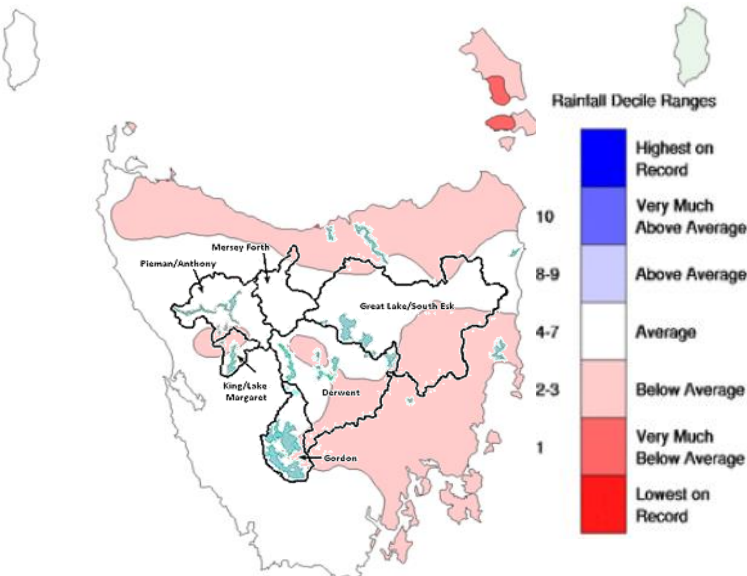 Rainfall Decile Ranges
Highest on
Record
10
Very Much
Above Average
8-9
Above Average
4-7
Average
2-3
Below Average
1
Very Much
Below Average
Lowest on
Record
Mersey Forth
Pieman/Anthony
Great Lake/South Esk
King/Lake
Margaret
Derwent
Gordon